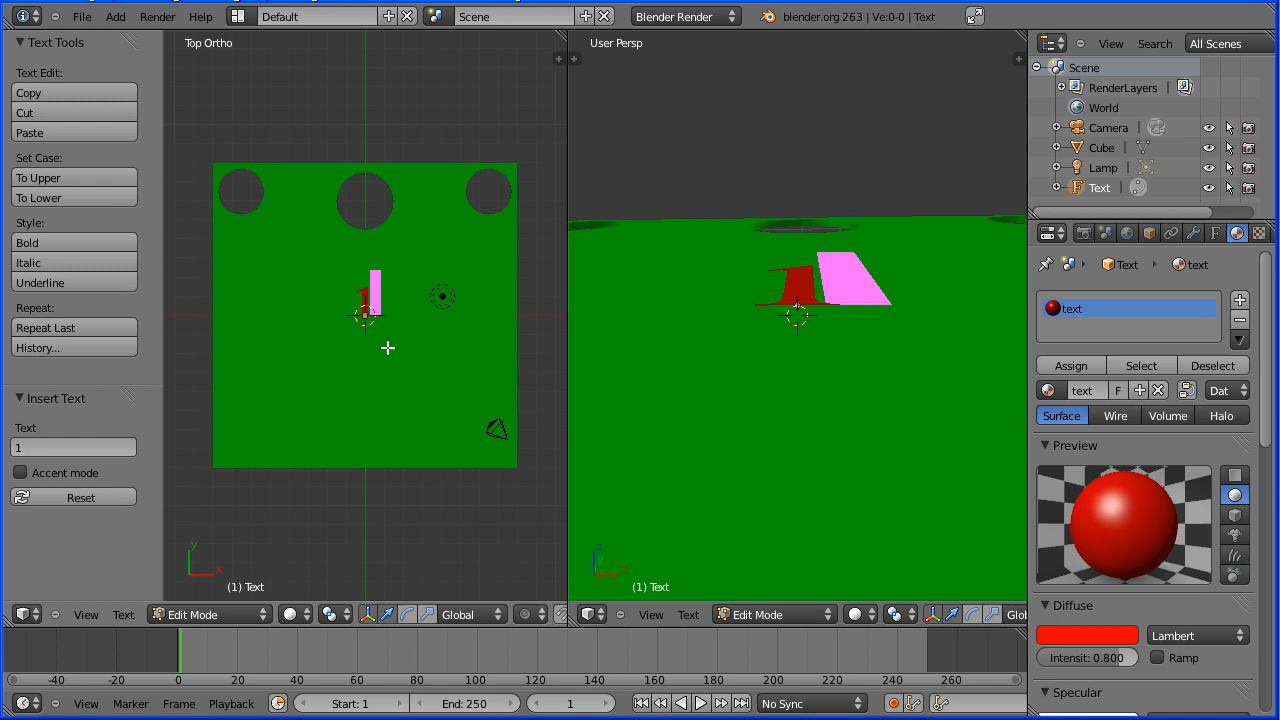 File Add Render Help Default Scene Blender Render blender.org 263 | Ve:0-0 | Text
Text Tools
Text Edit:
Copy
Cut
Paste
Set Case:
To Upper
To Lower
Style:
Bold
Italic
Underline
Repeat:
Repeat Last
History...
Insert Text
Text
1
Accent mode
Reset
Top Ortho
1
y
x
(1) Text
View Text Edit Mode Global
User Persp
1
z
(1) Text
View Text Edit Mode Glob
View Search All Scenes
Scene
RenderLayers
World
Camera
Cube
Lamp
Text
Text text
text
Assign Select Deselect
text F Dat
Surface Wire Volume Halo
Preview
Diffuse
Lambert
Intensit: 0.800 Ramp
Specular
-40 -20 0 20 40 60 80 100 120 140 160 180 200 220 240 260
View Marker Frame Playback Start: 1 End: 250 1 No Sync